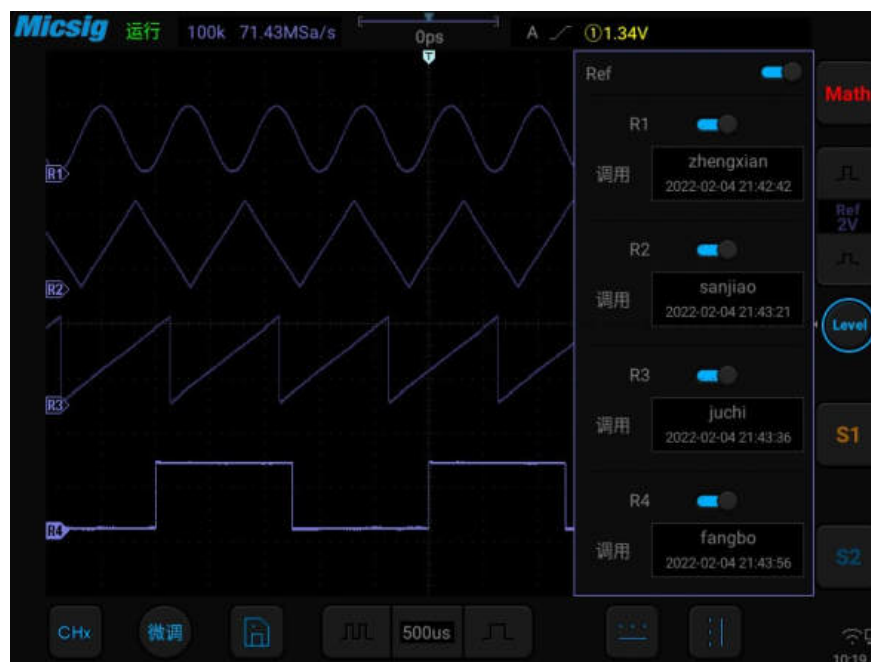 Micsig 运行 100k 71.43MSa/s 0ps A ①1.34V
T
Ref
Math
R1
R1
调用
zhengxian
2022-02-04 21:42:42
Ref
2V
R2
R2
调用
sanjiao
2022-02-04 21:43:21
Level
R3
R3
调用
juchi
2022-02-04 21:43:36
S1
R4
R4
调用
fangbo
2022-02-04 21:43:56
S2
CHx
微调
500us
10:19